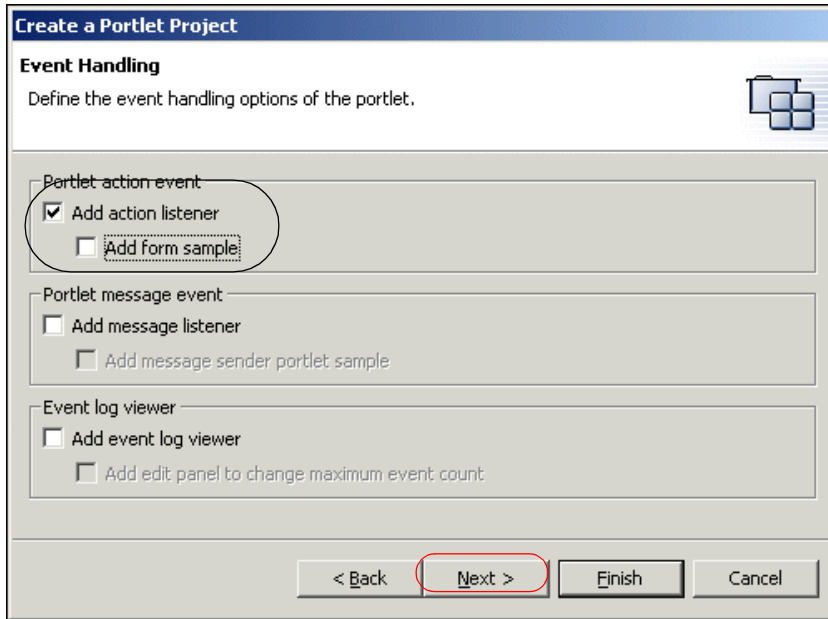 Create a Portlet Project
Event Handling
Define the event handling options of the portlet.
Portlet action event
Add action listener
Add form sample
Portlet message event
Add message listener
Add message sender portlet sample
Event log viewer
Add event log viewer
Add edit panel to change maximum event count
< Back Next > Finish Cancel